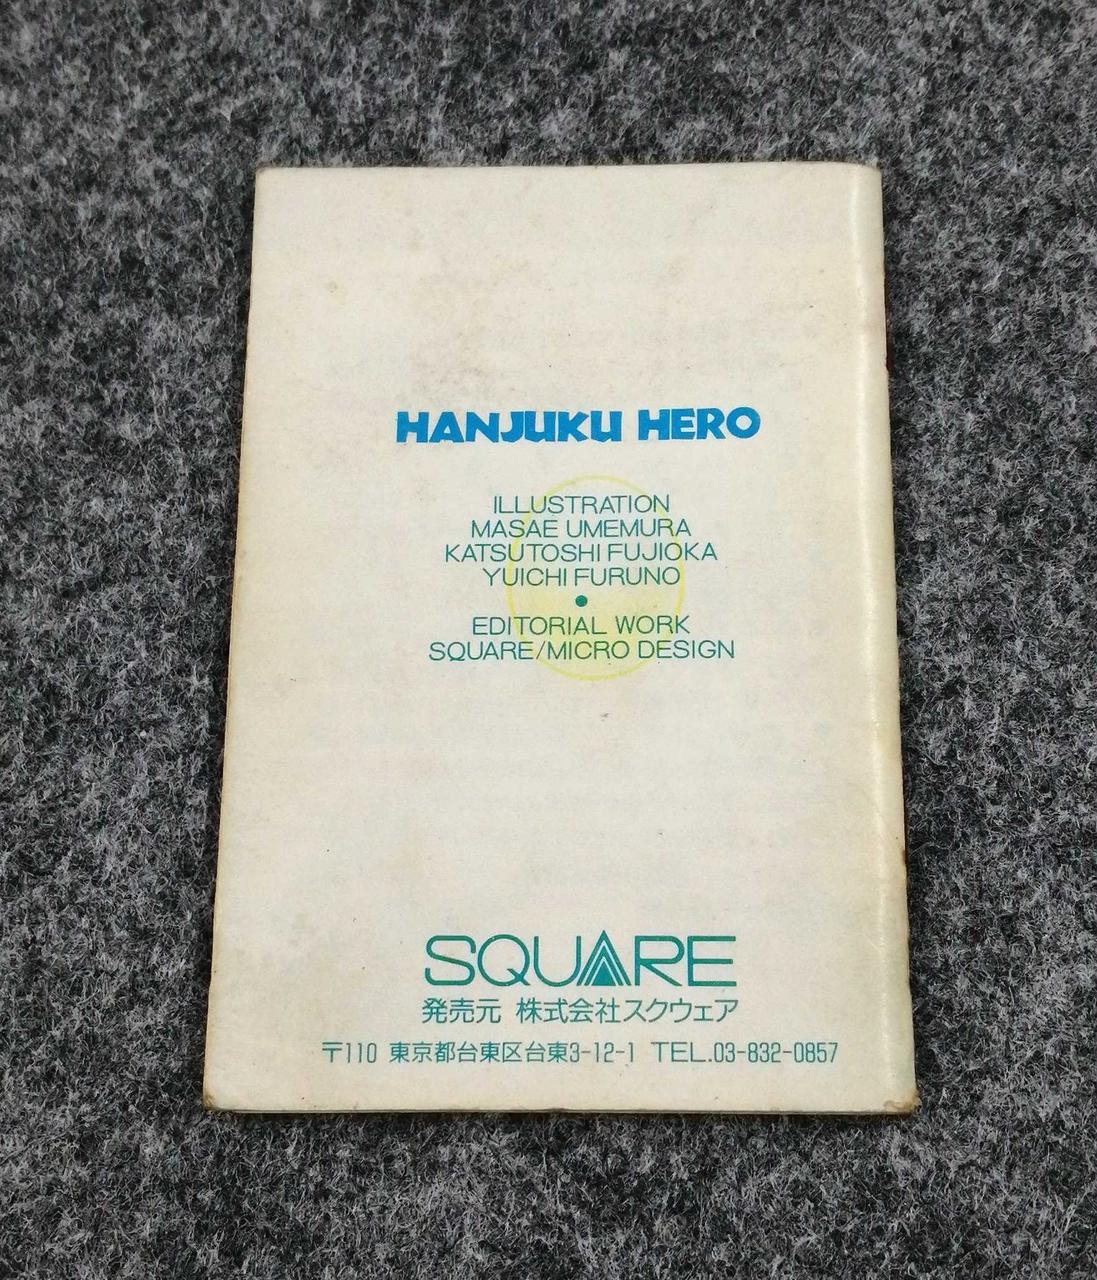 HANJUKU HERO
ILLUSTRATION
MASAE UMEMURA
KATSUTOSHI FUJIOKA
YUICHI FURUNO
●
EDITORIAL WORK
SQUARE/MICRO DESIGN
SQUARE
発売元 株式会社スクウェア
〒110 東京都台東区台東3-12-1 TEL.03-832-0857